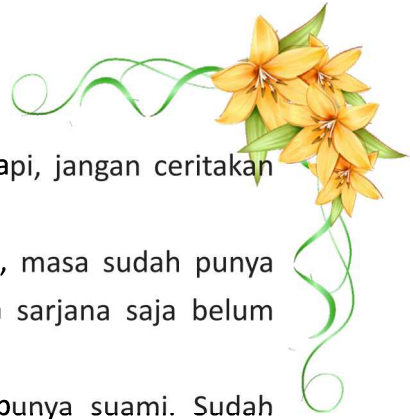 api, jangan ceritakan
, masa sudah punya
sarjana saja belum
punya suami. Sudah